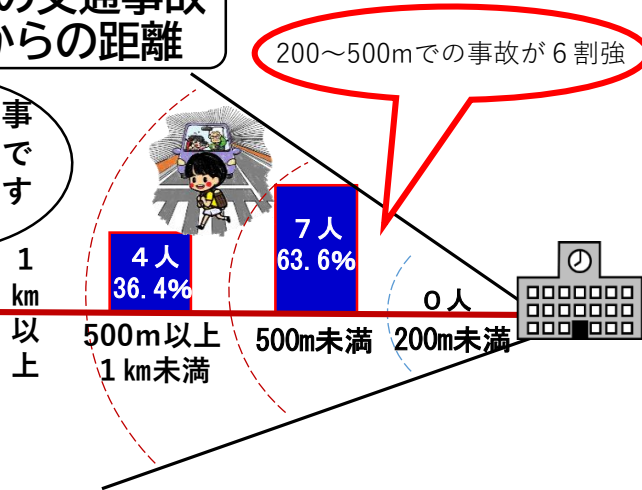 の交通事故
からの距離
200～500mでの事故が６割強
事です
７人
63.6%
４人
36.4%
０人
1km以上
500m以上
１km未満
500m未満
200m未満